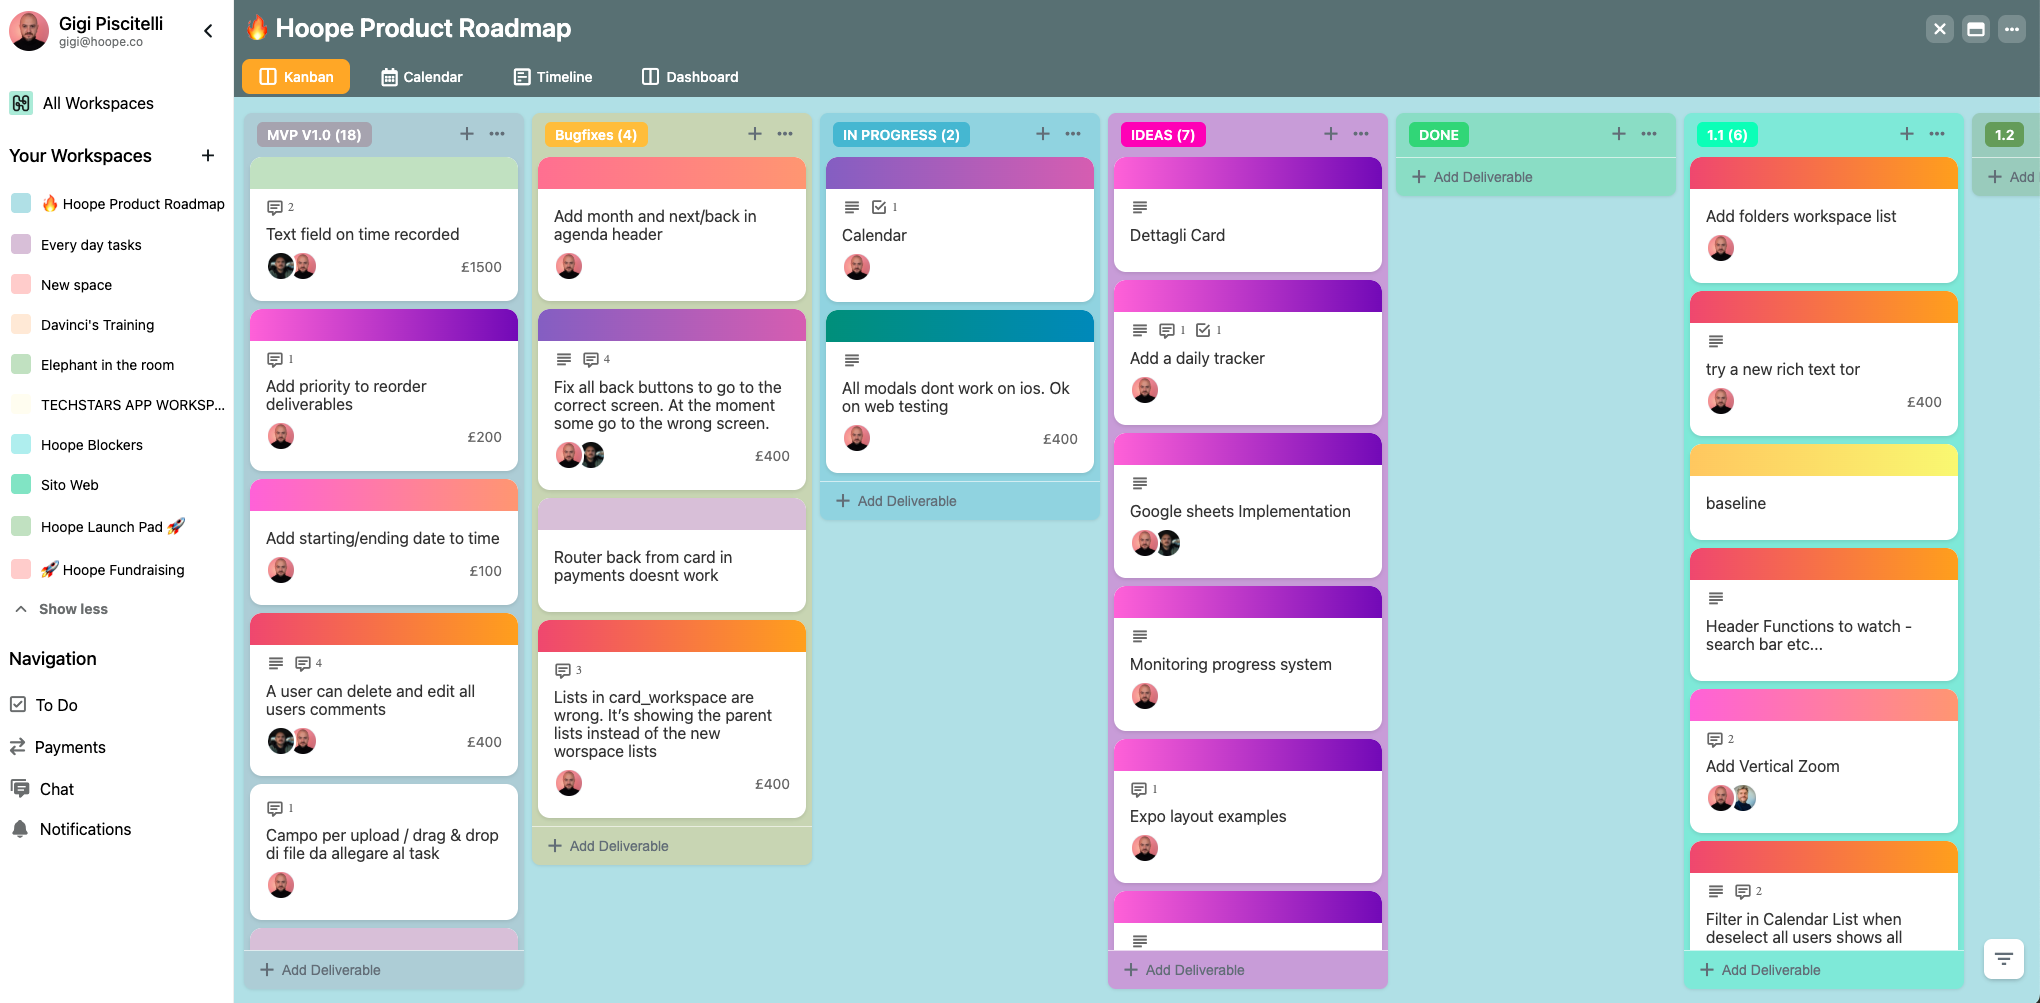 Gigi Piscitelli
gigi@hoope.co
All Workspaces
Your Workspaces
🔥 Hoope Product Roadmap
Every day tasks
New space
Davinci's Training
Elephant in the room
TECHSTARS APP WORKSP...
Hoope Blockers
Sito Web
Hoope Launch Pad 🚀
🚀 Hoope Fundraising
Show less
Navigation
To Do
Payments
Chat
Notifications
🔥 Hoope Product Roadmap
Kanban
Calendar
Timeline
Dashboard
MVP V1.0 (18)
2
Text field on time recorded
£1500
1
Add priority to reorder
deliverables
£200
Add starting/ending date to time
£100
4
A user can delete and edit all
users comments
£400
1
Campo per upload / drag & drop
di file da allegare al task
Add Deliverable
Bugfixes (4)
Add month and next/back in
agenda header
4
Fix all back buttons to go to the
correct screen. At the moment
some go to the wrong screen.
£400
Router back from card in
payments doesnt work
3
Lists in card_workspace are
wrong. It's showing the parent
lists instead of the new
worspace lists
£400
Add Deliverable
IN PROGRESS (2)
1
Calendar
All modals dont work on ios. Ok
on web testing
£400
Add Deliverable
IDEAS (7)
Dettagli Card
1 1
Add a daily tracker
Google sheets Implementation
Monitoring progress system
1
Expo layout examples
Add Deliverable
DONE
Add Deliverable
1.1 (6)
Add folders workspace list
try a new rich text tor
£400
baseline
Header Functions to watch -
search bar etc...
2
Add Vertical Zoom
2
Filter in Calendar List when
deselect all users shows all
Add Deliverable
1.2
Add